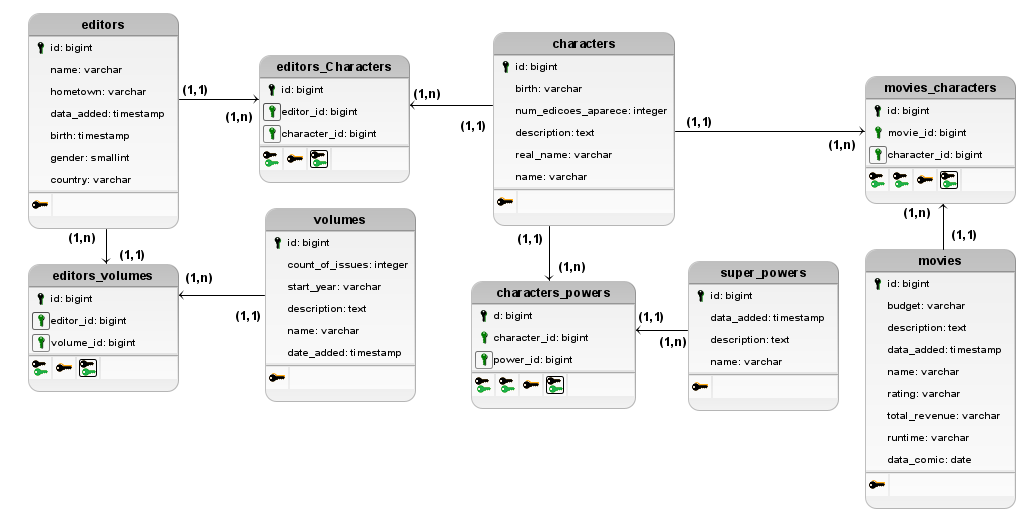 editors
id: bigint
name: varchar
hometown: varchar
data_added: timestamp
birth: timestamp
gender: smallint
country: varchar
(1,1)
(1,n)
editors_Characters
id: bigint
editor_id: bigint
character_id: bigint
(1,n)
(1,1)
characters
id: bigint
birth: varchar
num_edicoes_aparece: integer
description: text
real_name: varchar
name: varchar
(1,1)
(1,n)
movies_characters
id: bigint
movie_id: bigint
character_id: bigint
(1,n)
(1,1)
(1,n)
(1,1)
editors_volumes
id: bigint
editor_id: bigint
volume_id: bigint
(1,n)
(1,1)
volumes
id: bigint
count_of_issues: integer
start_year: varchar
description: text
name: varchar
date_added: timestamp
(1,1)
(1,n)
characters_powers
d: bigint
character_id: bigint
power_id: bigint
(1,1)
(1,n)
super_powers
id: bigint
data_added: timestamp
description: text
name: varchar
movies
id: bigint
budget: varchar
description: text
data_added: timestamp
name: varchar
rating: varchar
total_revenue: varchar
runtime: varchar
data_comic: date